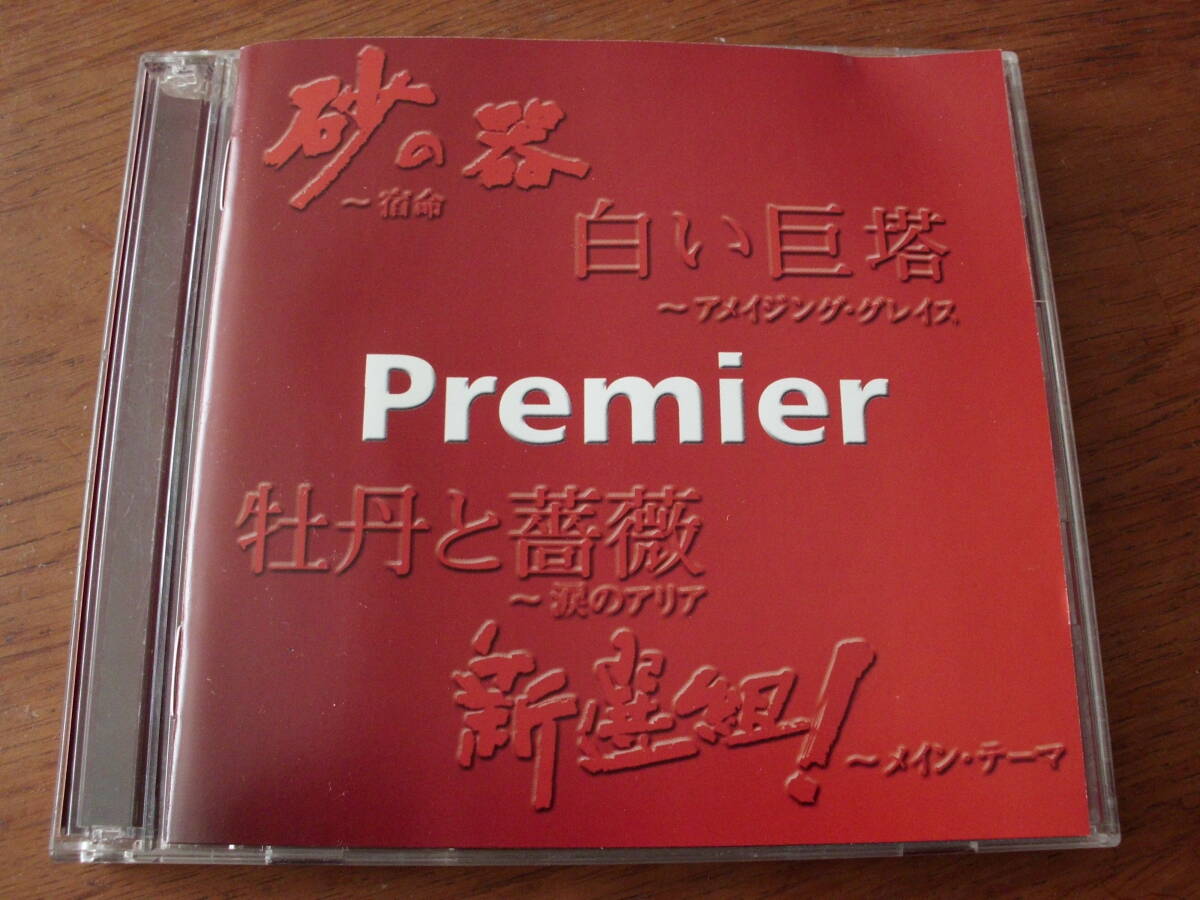 砂の器
～宿命
白い巨塔
～アメイジング・グレイス
Premier
牡丹と薔薇
～涙のアリア
新選組!
～メイン・テーマ